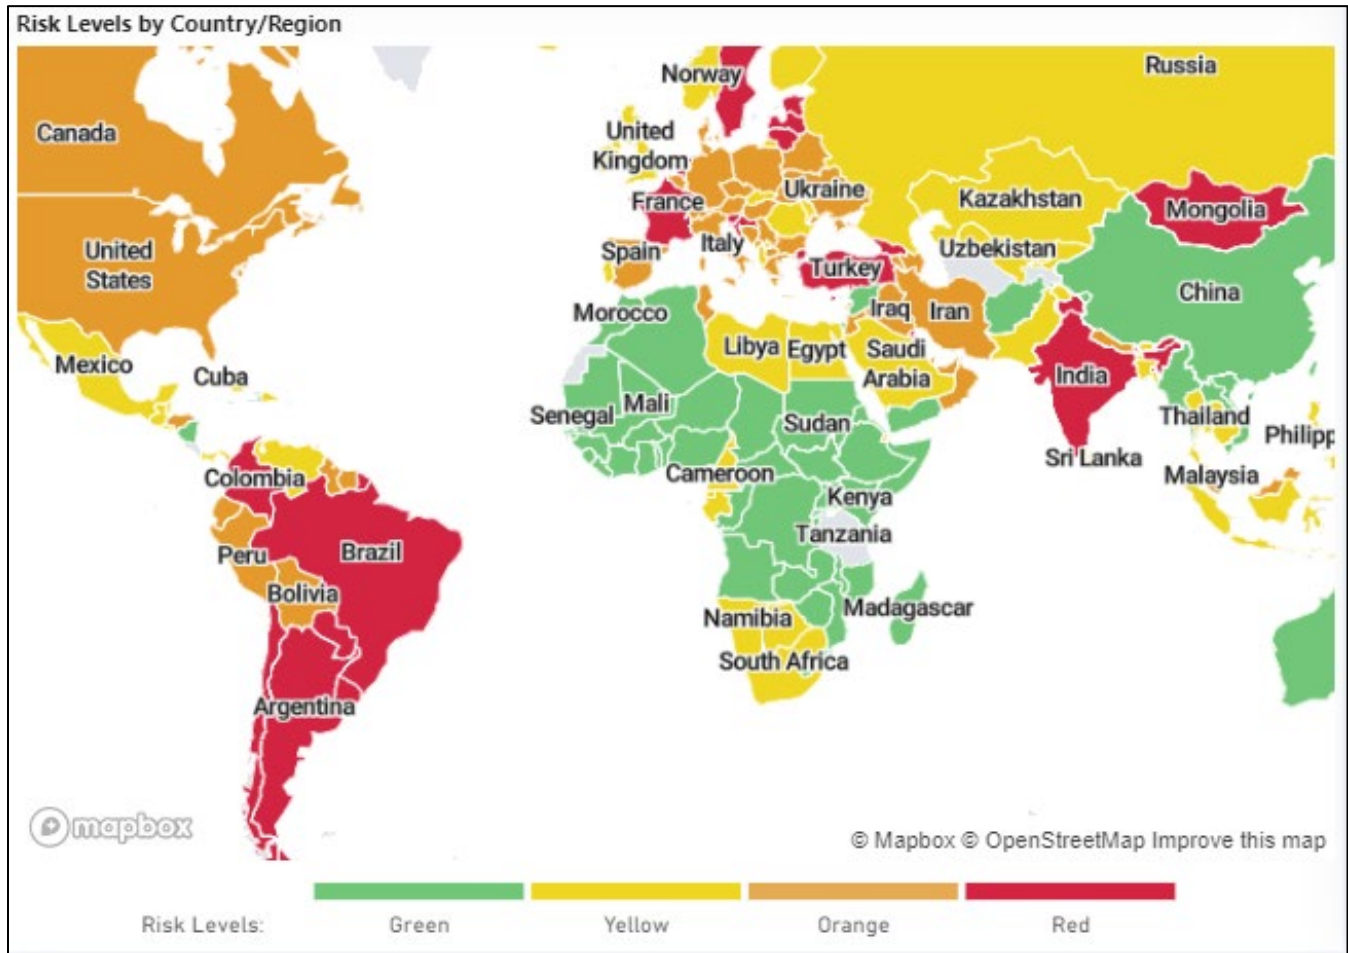 Risk Levels by Country/Region
Norway
Russia
Canada
United
Kingdom
Ukraine
Kazakhstan
France
Mongolia
United
States
Spain
Italy
Uzbekistan
Turkey
China
Morocco
Iraq
Iran
Mexico
Cuba
Libya
Egypt
Saudi
Arabia
India
Senegal
Mali
Sudan
Thailand
Philipp
Colombia
Cameroon
Sri Lanka
Malaysia
Kenya
Peru
Brazil
Tanzania
Bolivia
Namibia
Madagascar
South Africa
Argentina
mapbox
© Mapbox © OpenStreetMap Improve this map
Risk Levels:
Green
Yellow
Orange
Red